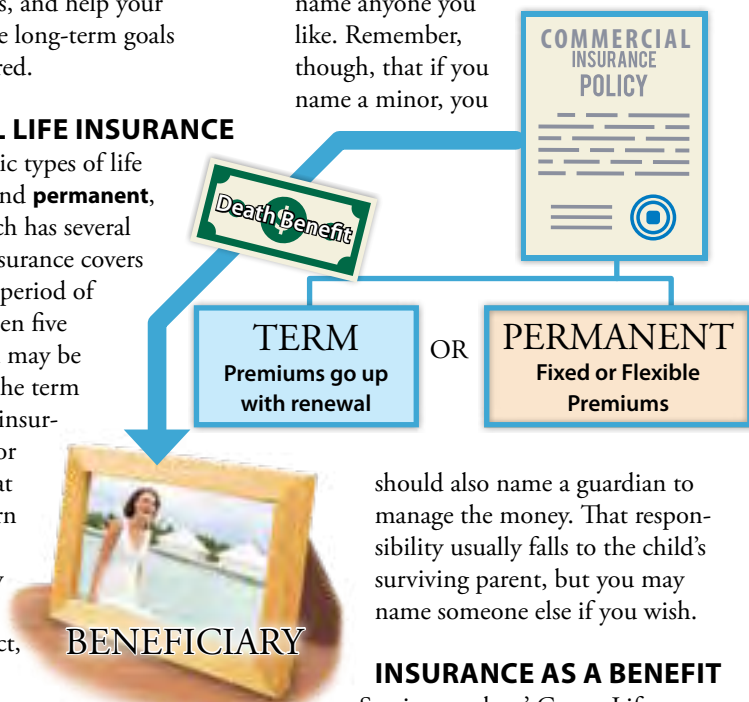 s, and help your
e long-term goals
red.
L LIFE INSURANCE
ic types of life
nd permanent,
ch has several
surance covers
period of
en five
may be
he term
insur-
or
at
rn
ct,
name anyone you
like. Remember,
though, that if you
name a minor, you
COMMERCIAL
INSURANCE
POLICY
Death Benefit
TERM
Premiums go up
with renewal
OR
PERMANENT
Fixed or Flexible
Premiums
BENEFICIARY
should also name a guardian to
manage the money. That respon-
sibility usually falls to the child's
surviving parent, but you may
name someone else if you wish.
INSURANCE AS A BENEFIT